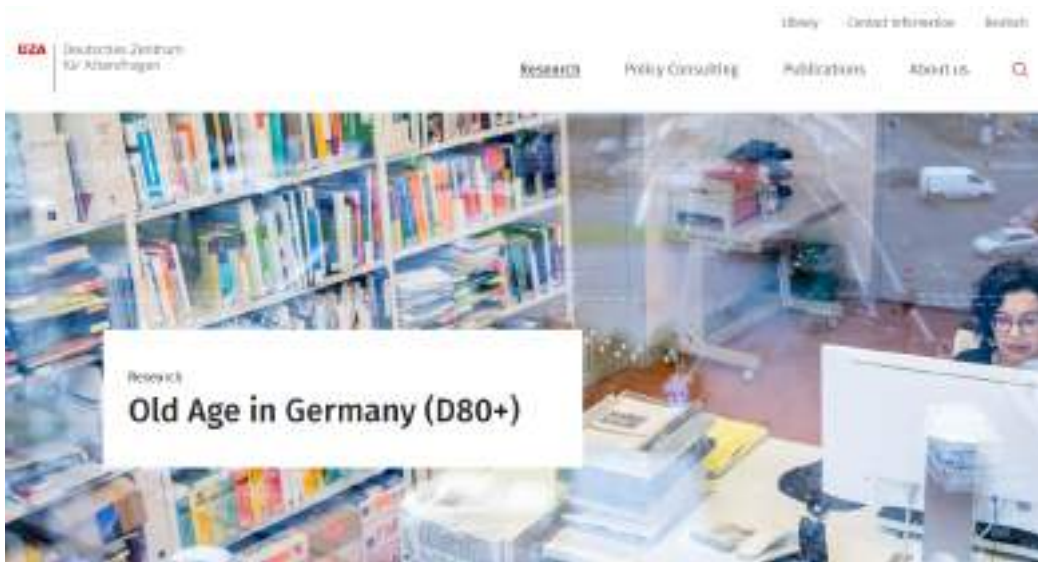 Library Contact information Deutsch
DZA
Deutsches Zentrum
für Altersfragen
Research Policy Consulting Publications About us
Research
Old Age in Germany (D80+)